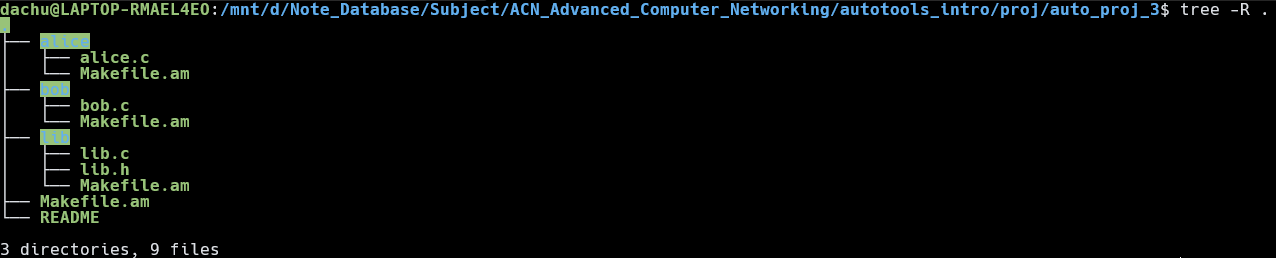 dachu@LAPTOP-RMAEL4EO:/mnt/d/Note_Database/Subject/ACN_Advanced_Computer_Networking/autotools_intro/proj/auto_proj_3$ tree -R .
.
├── alice
│   ├── alice.c
│   └── Makefile.am
├── bob
│   ├── bob.c
│   └── Makefile.am
├── lib
│   ├── lib.c
│   ├── lib.h
│   └── Makefile.am
├── Makefile.am
└── README

3 directories, 9 files